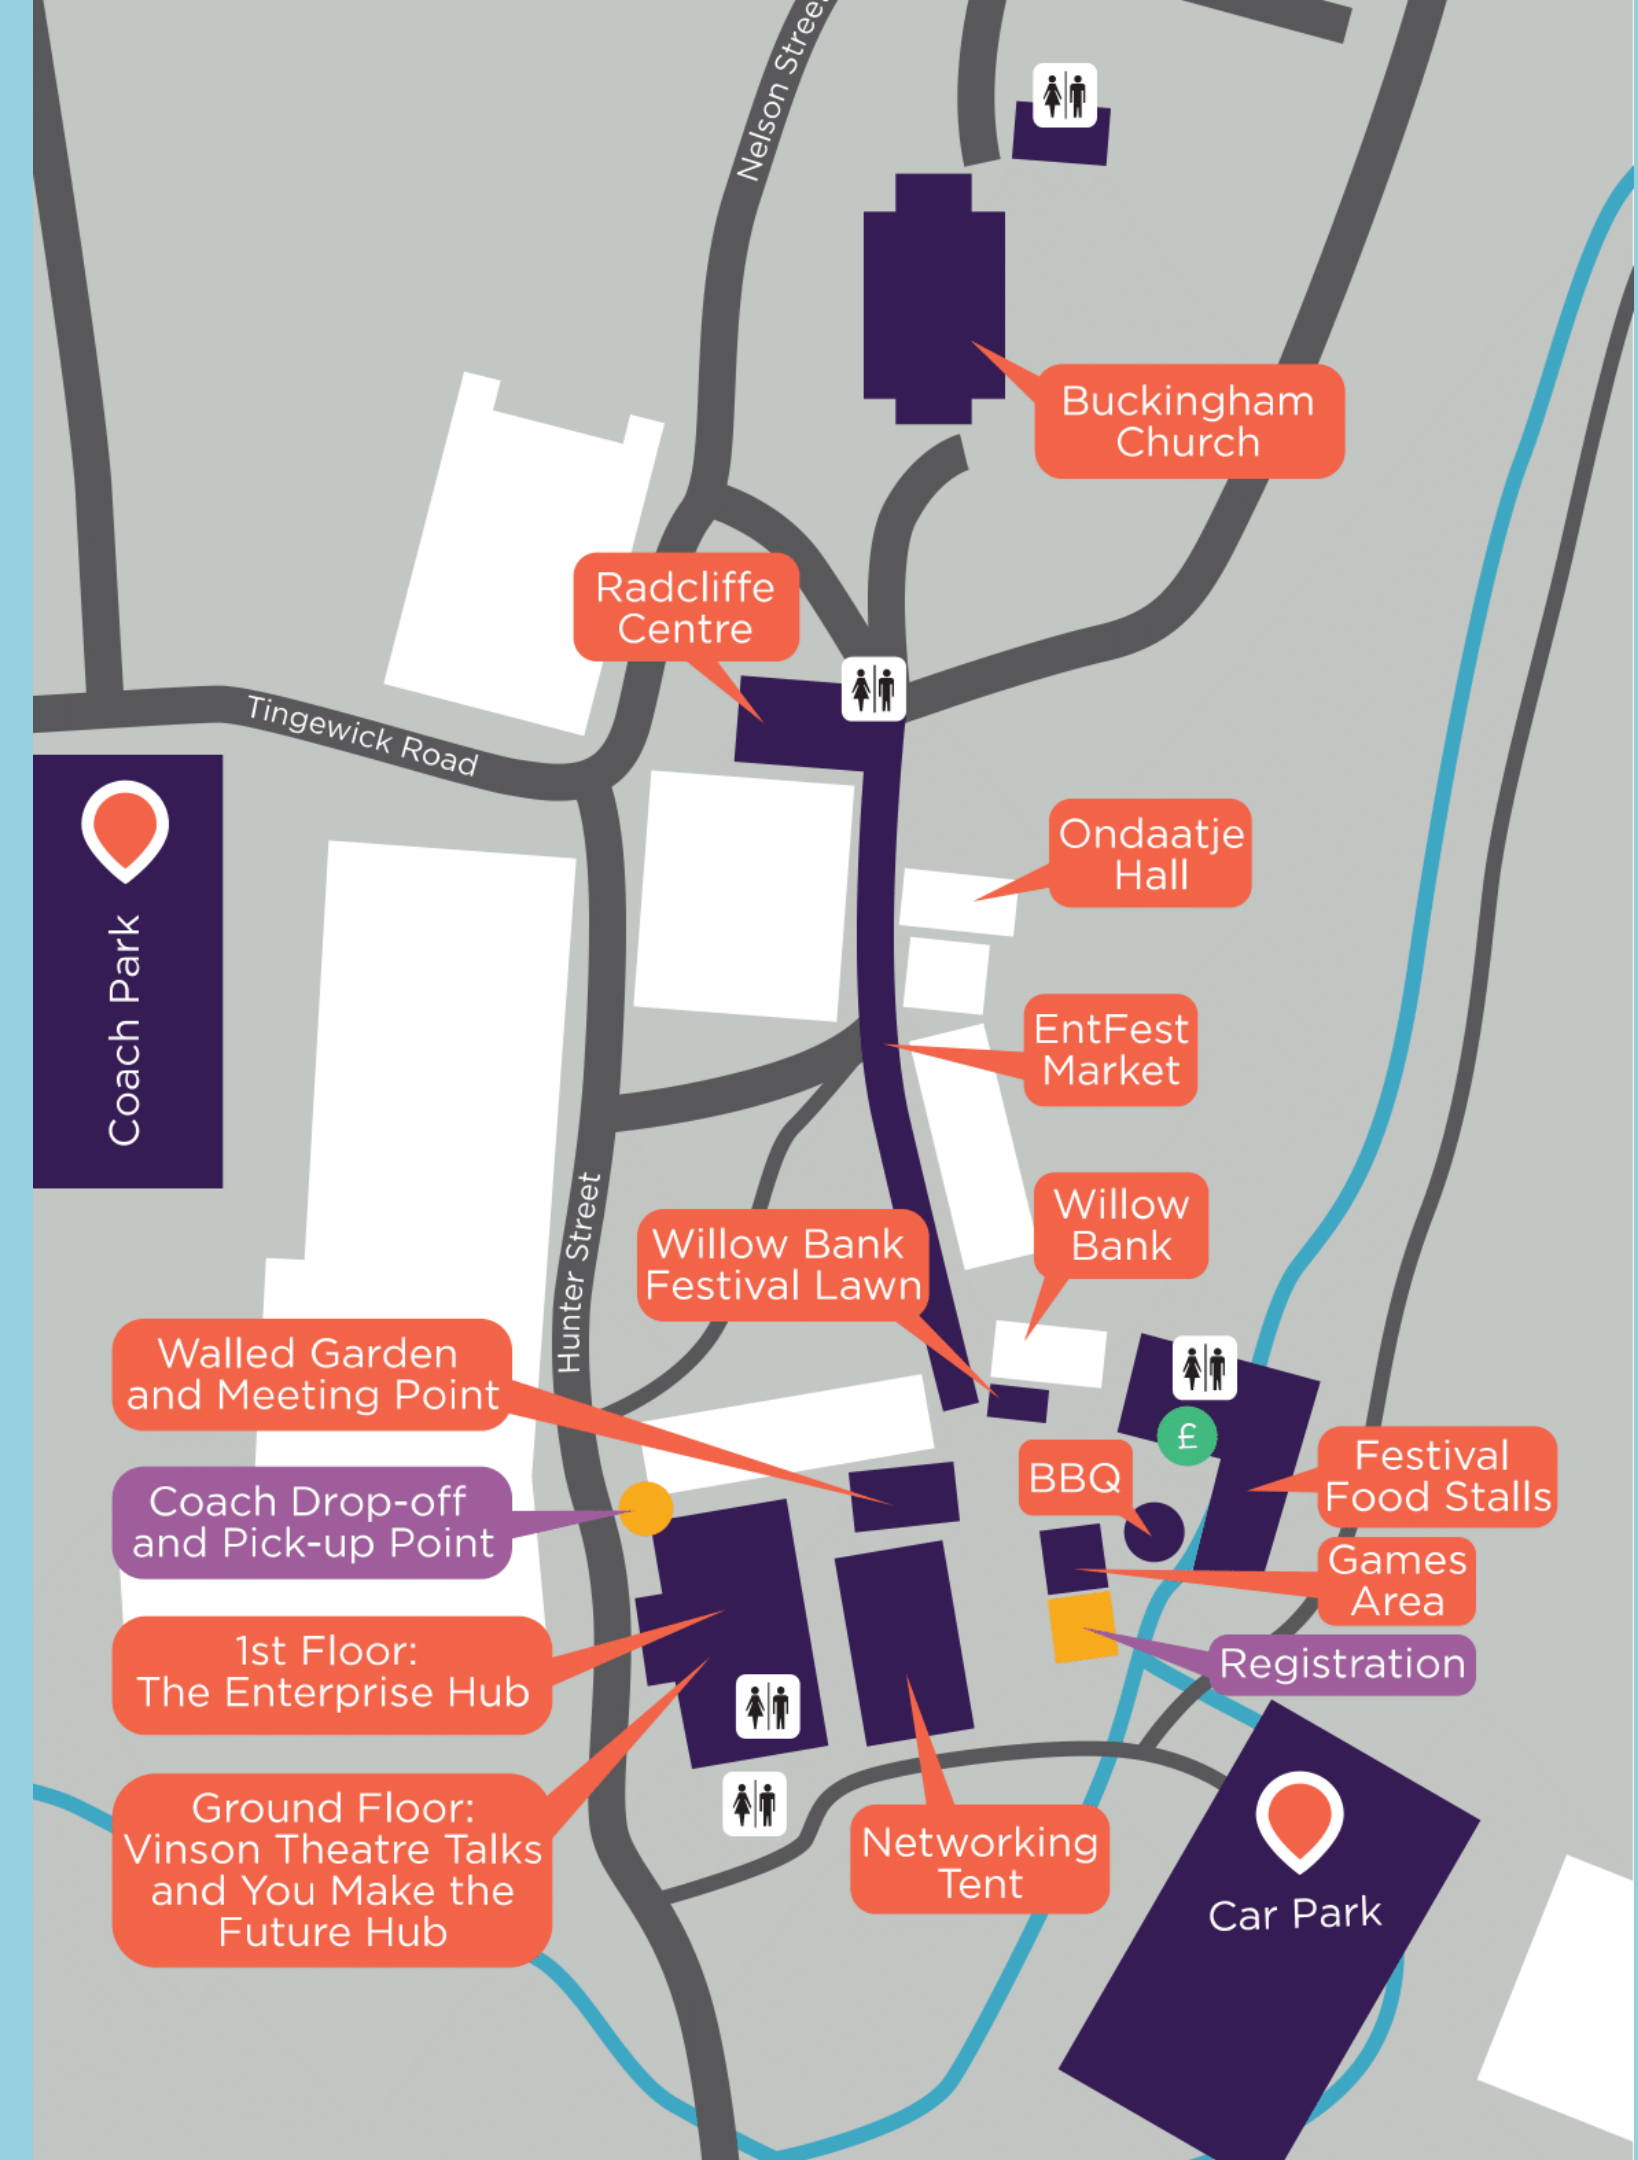 Nelson Street
Buckingham
Church
Radcliffe
Centre
Tingewick Road
Coach Park
Ondaatje
Hall
EntFest
Market
Hunter Street
Willow
Bank
Willow Bank
Festival Lawn
Walled Garden
and Meeting Point
£
BBQ
Festival
Food Stalls
Coach Drop-off
and Pick-up Point
Games
Area
Registration
1st Floor:
The Enterprise Hub
Ground Floor:
Vinson Theatre Talks
and You Make the
Future Hub
Networking
Tent
Car Park